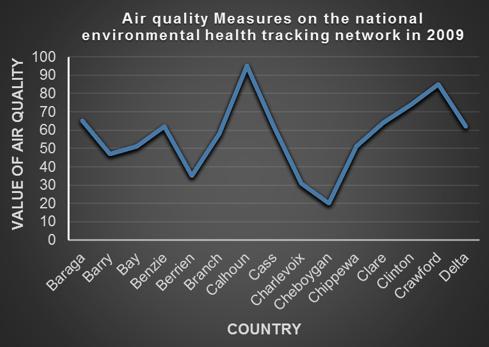 Air quality Measures on the national
environmental health tracking network in 2009
VALUE OF AIR QUALITY
100
90
80
70
60
50
40
30
20
10
0
Baraga
Barry
Bay
Benzie
Berrien
Branch
Calhoun
Cass
Charlevoix
Cheboygan
Chippewa
Clare
Clinton
Crawford
Delta
COUNTRY